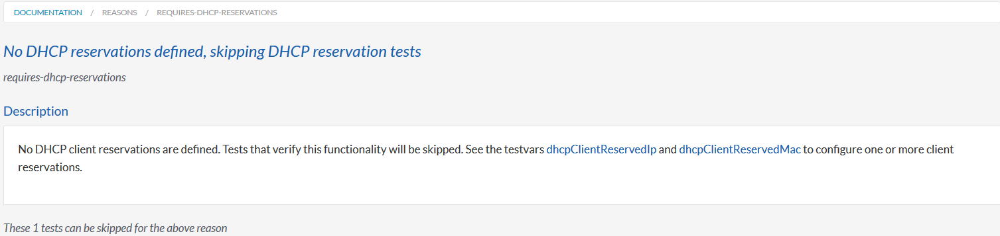 DOCUMENTATION / REASONS / REQUIRES-DHCP-RESERVATIONS
No DHCP reservations defined, skipping DHCP reservation tests
requires-dhcp-reservations
Description
No DHCP client reservations are defined. Tests that verify this functionality will be skipped. See the testvars dhcpClientReservedIp and dhcpClientReservedMac to configure one or more client
reservations.
These 1 tests can be skipped for the above reason